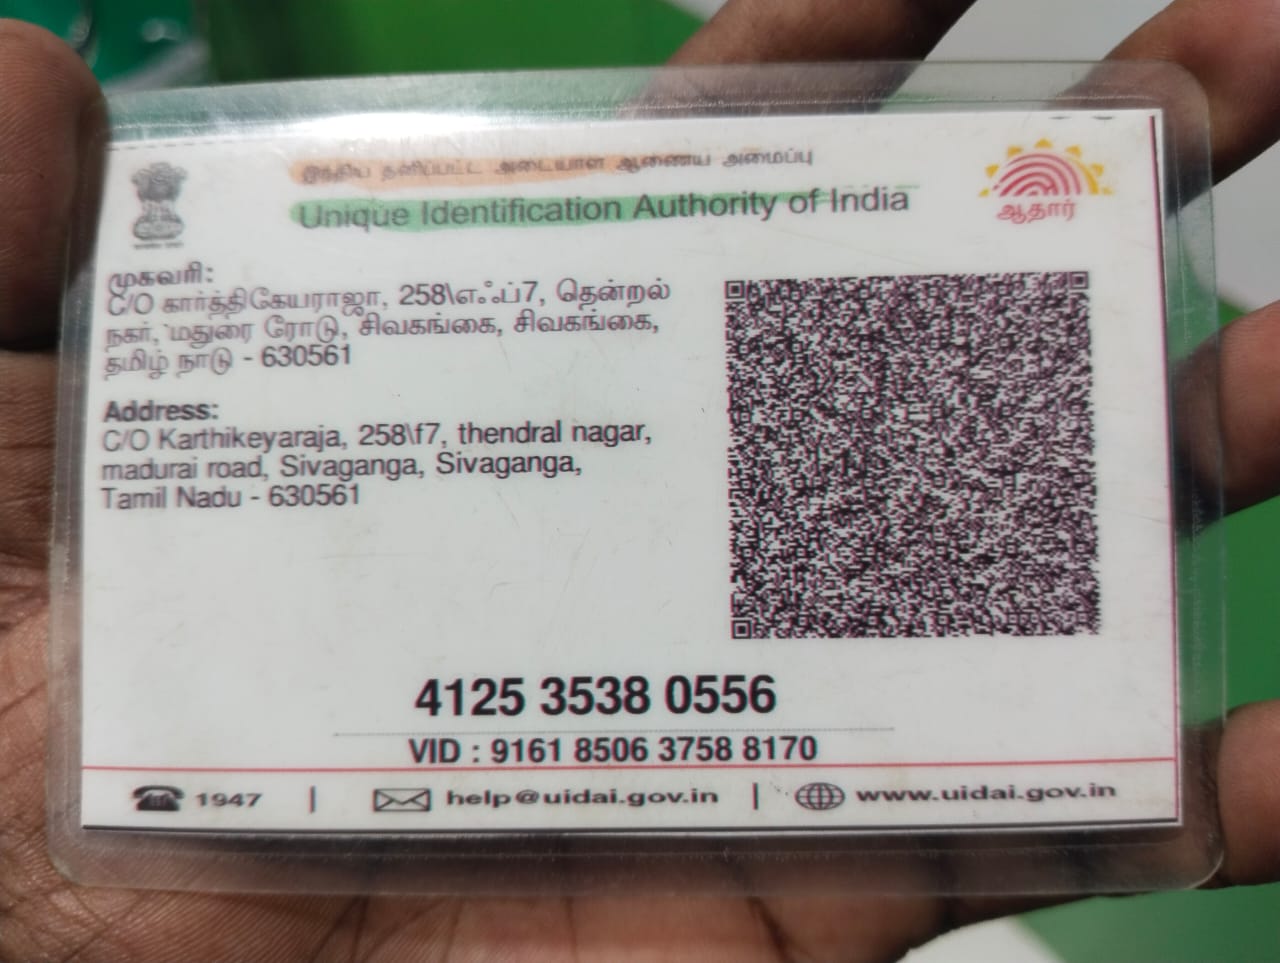 இந்திய தனிப்பட்ட அடையாள ஆணைய அமைப்பு
Unique Identification Authority of India
ஆதார்
முகவரி:
C/O கார்த்திகேயராஜா, 258\எஃப்7, தென்றல்
நகர், மதுரை ரோடு, சிவகங்கை, சிவகங்கை,
தமிழ் நாடு - 630561
Address:
C/O Karthikeyaraja, 258\f7, thendral nagar,
madurai road, Sivaganga, Sivaganga,
Tamil Nadu - 630561
4125 3538 0556
VID : 9161 8506 3758 8170
1947 | help@uidai.gov.in | www.uidai.gov.in